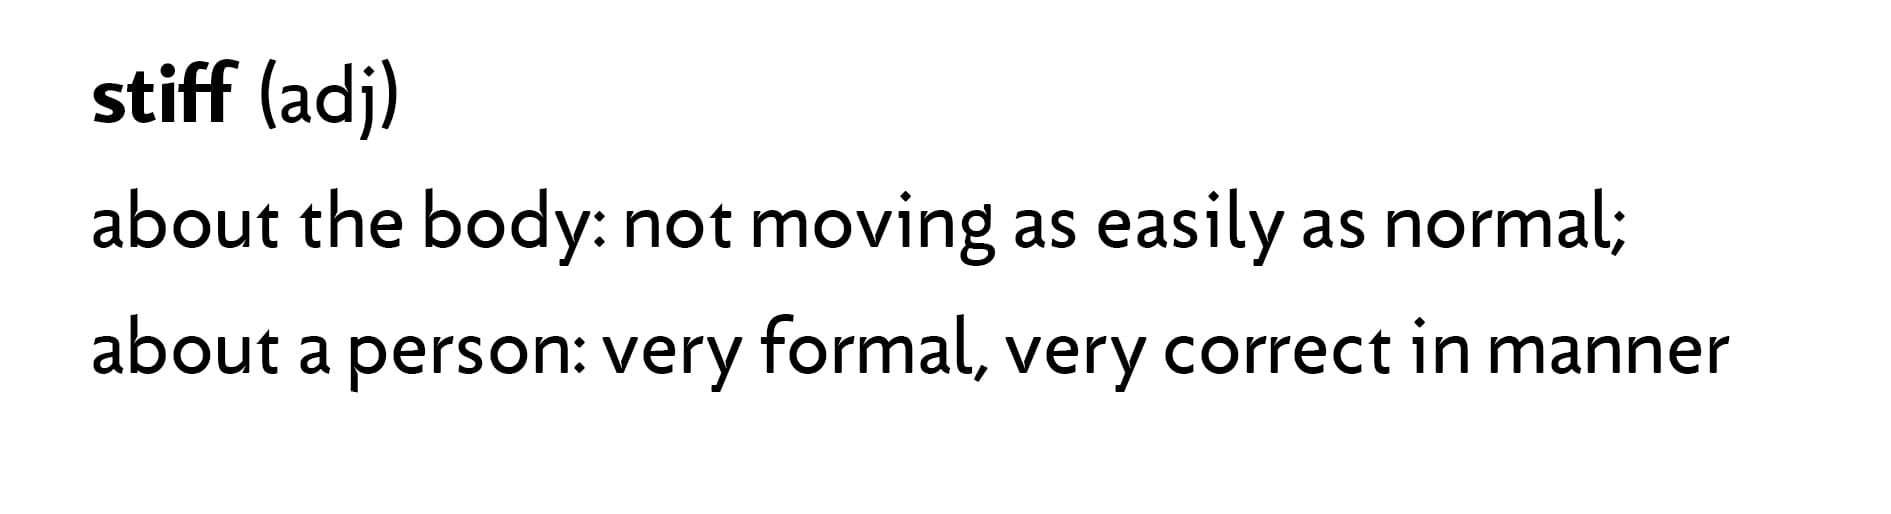 stiff (adj)
about the body: not moving as easily as normal;
about a person: very formal, very correct in manner